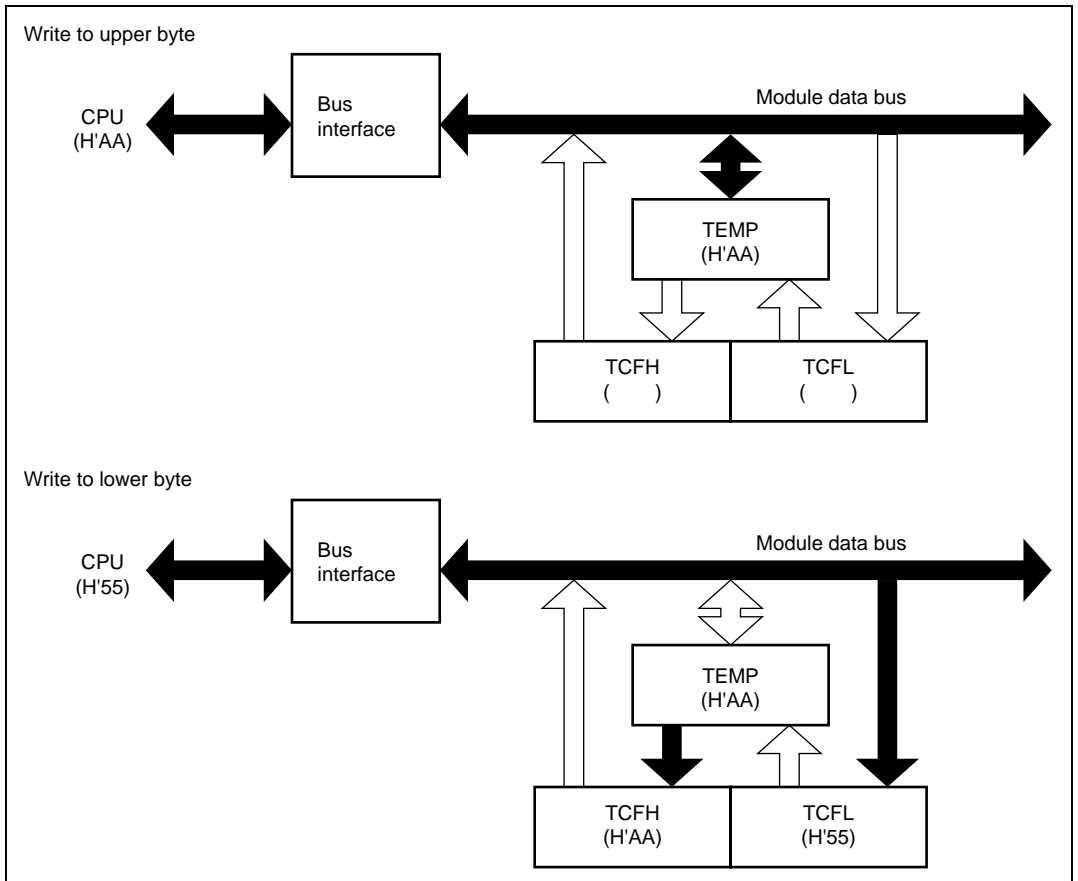 Write to upper byte
CPU
(H'AA)
Bus
interface
Module data bus
TEMP
(H'AA)
TCFH
(      )
TCFL
(      )
Write to lower byte
CPU
(H'55)
Bus
interface
Module data bus
TEMP
(H'AA)
TCFH
(H'AA)
TCFL
(H'55)